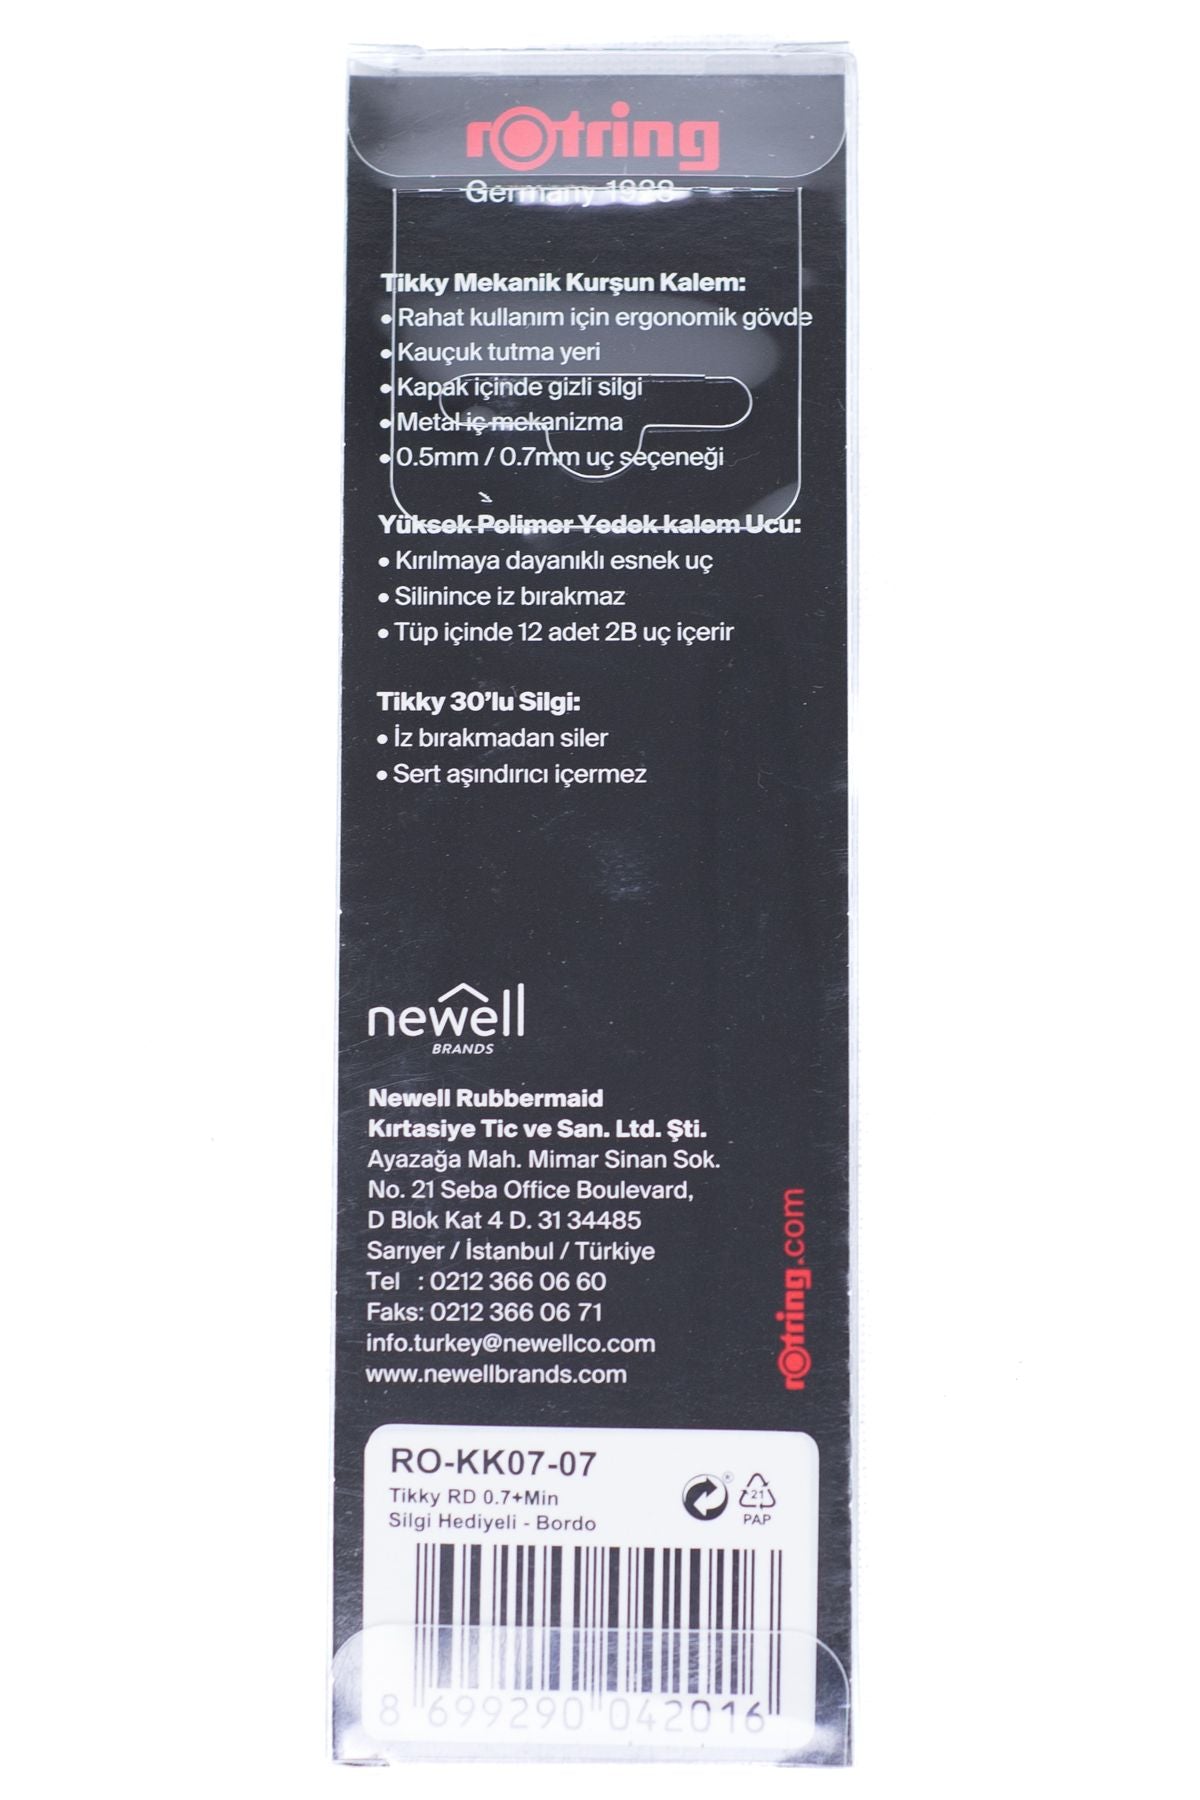 rotring
Germany 1928
Tikky Mekanik Kurşun Kalem:
• Rahat kullanım için ergonomik gövde
• Kauçuk tutma yeri
• Kapak içinde gizli silgi
• Metal iç mekanizma
• 0.5mm / 0.7mm uç seçeneği
Yüksek Polimer Yedek kalem Ucu:
• Kırılmaya dayanıklı esnek uç
• Silinince iz bırakmaz
• Tüp içinde 12 adet 2B uç içerir
Tikky 30’lu Silgi:
• İz bırakmadan siler
• Sert aşındırıcı içermez
newell
BRANDS
Newell Rubbermaid
Kırtasiye Tic ve San. Ltd. Şti.
Ayazağa Mah. Mimar Sinan Sok.
No. 21 Seba Office Boulevard,
D Blok Kat 4 D. 31 34485
Sarıyer / İstanbul / Türkiye
Tel : 0212 366 06 60
Faks: 0212 366 06 71
info.turkey@newellco.com
www.newellbrands.com
rotring.com
RO-KK07-07
Tikky RD 0.7+Min
Silgi Hediyeli - Bordo
®
21
PAP
8 699290 042016